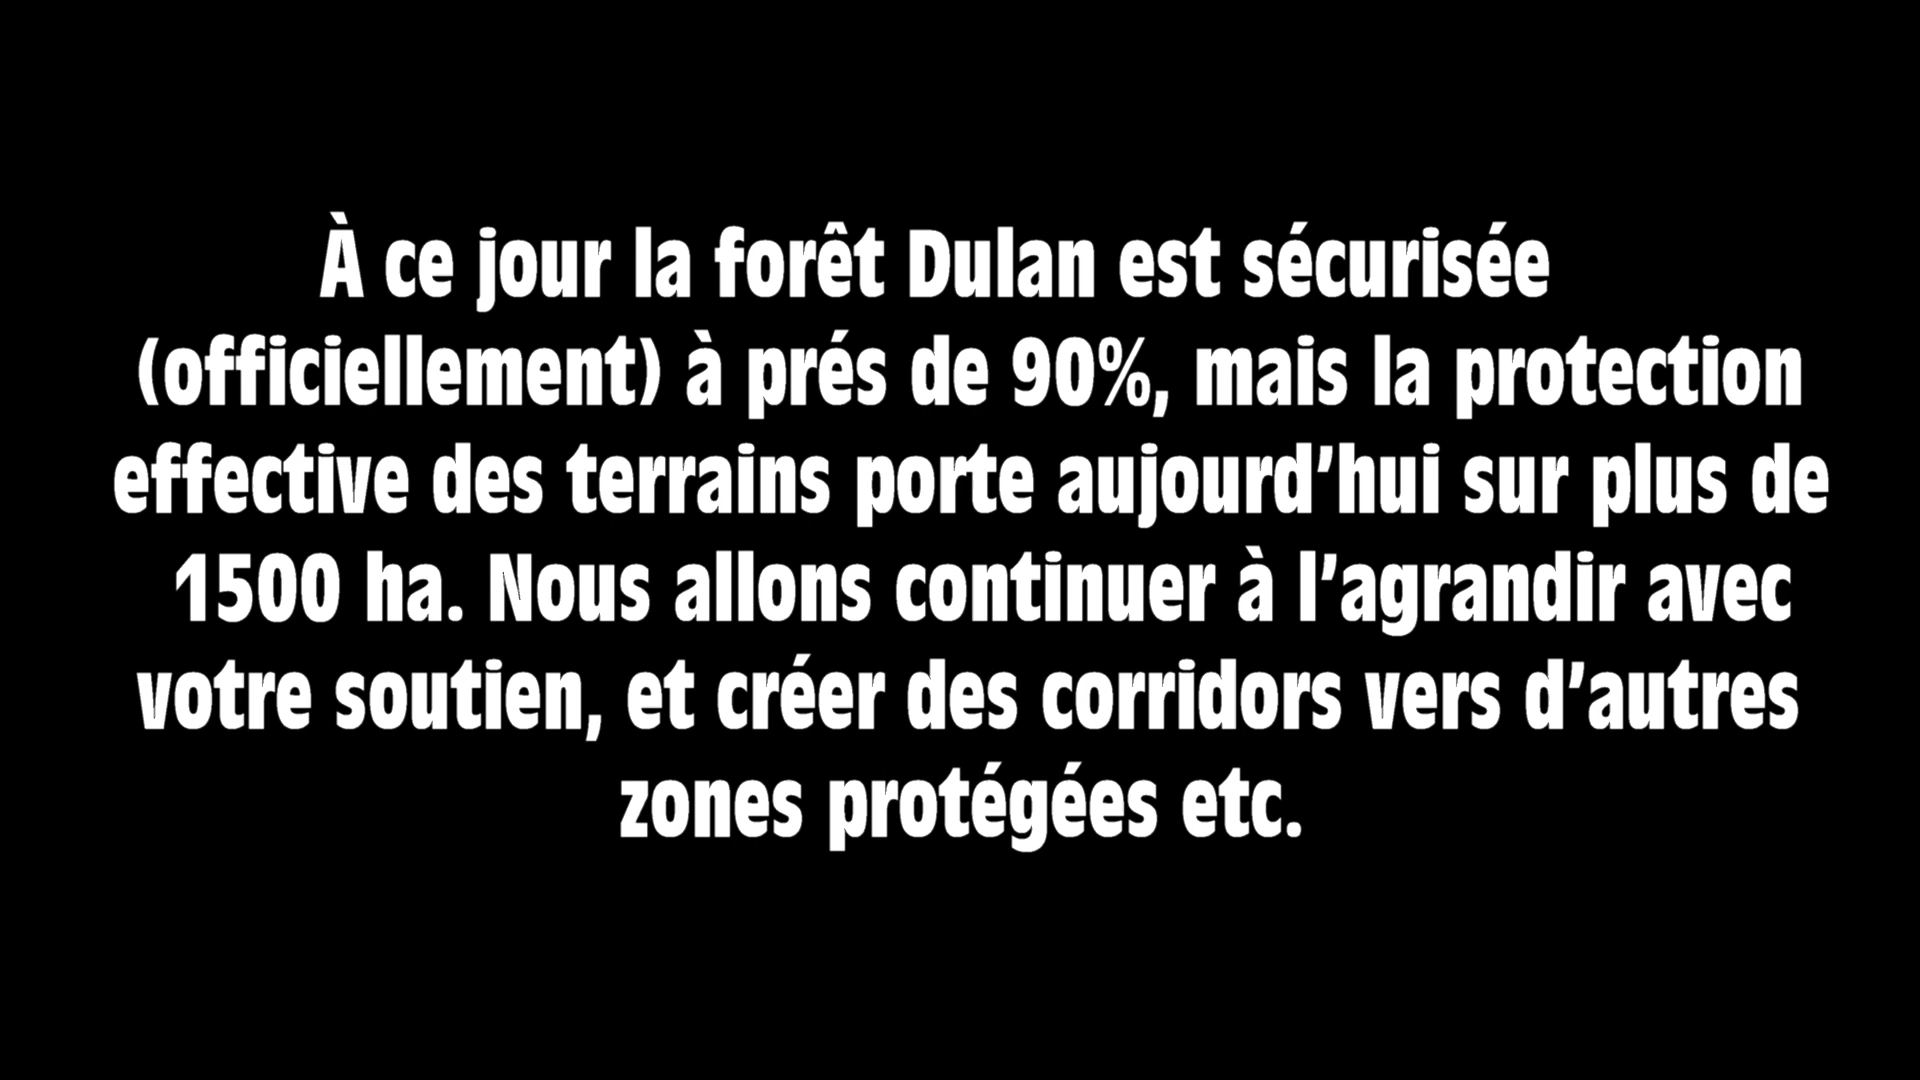 À ce jour la forêt Dulan est sécurisée
(officiellement) à prés de 90%, mais la protection
effective des terrains porte aujourd’hui sur plus de
1500 ha. Nous allons continuer à l’agrandir avec
votre soutien, et créer des corridors vers d’autres
zones protégées etc.